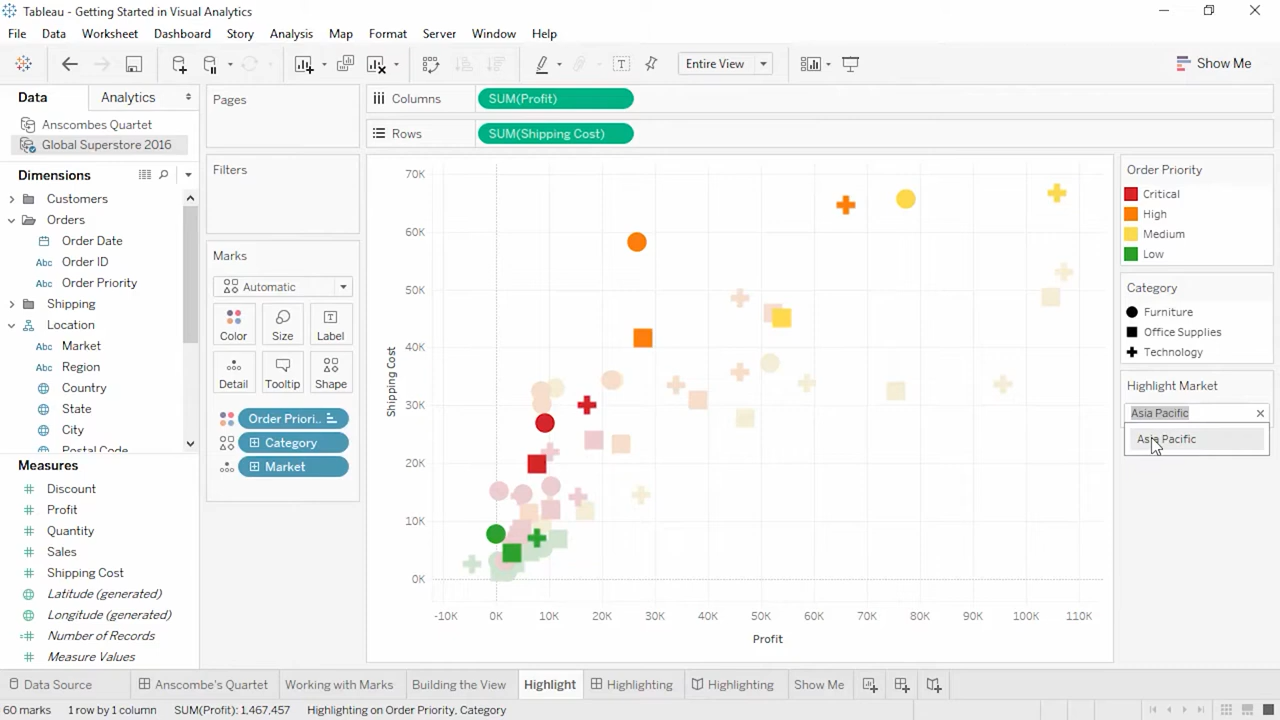 Tableau - Getting Started in Visual Analytics
File Data Worksheet Dashboard Story Analysis Map Format Server Window Help
Entire View
Show Me
Data Analytics
Anscombes Quartet
Global Superstore 2016
Dimensions
Customers
Orders
Order Date
Abc Order ID
Abc Order Priority
Shipping
Location
Abc Market
Abc Region
Country
State
City
Postal Code
Measures
# Discount
# Profit
# Quantity
# Sales
# Shipping Cost
Latitude (generated)
Longitude (generated)
=# Number of Records
# Measure Values
Pages
Filters
Marks
Automatic
Color Size Label
Detail Tooltip Shape
Order Priori..
Category
Market
Columns SUM(Profit)
Rows SUM(Shipping Cost)
70K
60K
50K
40K
30K
20K
10K
0K
Shipping Cost
-10K 0K 10K 20K 30K 40K 50K 60K 70K 80K 90K 100K 110K
Profit
Order Priority
Critical
High
Medium
Low
Category
Furniture
Office Supplies
Technology
Highlight Market
Asia Pacific
Asia Pacific
Data Source Anscombe's Quartet Working with Marks Building the View Highlight Highlighting Highlighting Show Me
60 marks 1 row by 1 column SUM(Profit): 1,467,457 Highlighting on Order Priority, Category